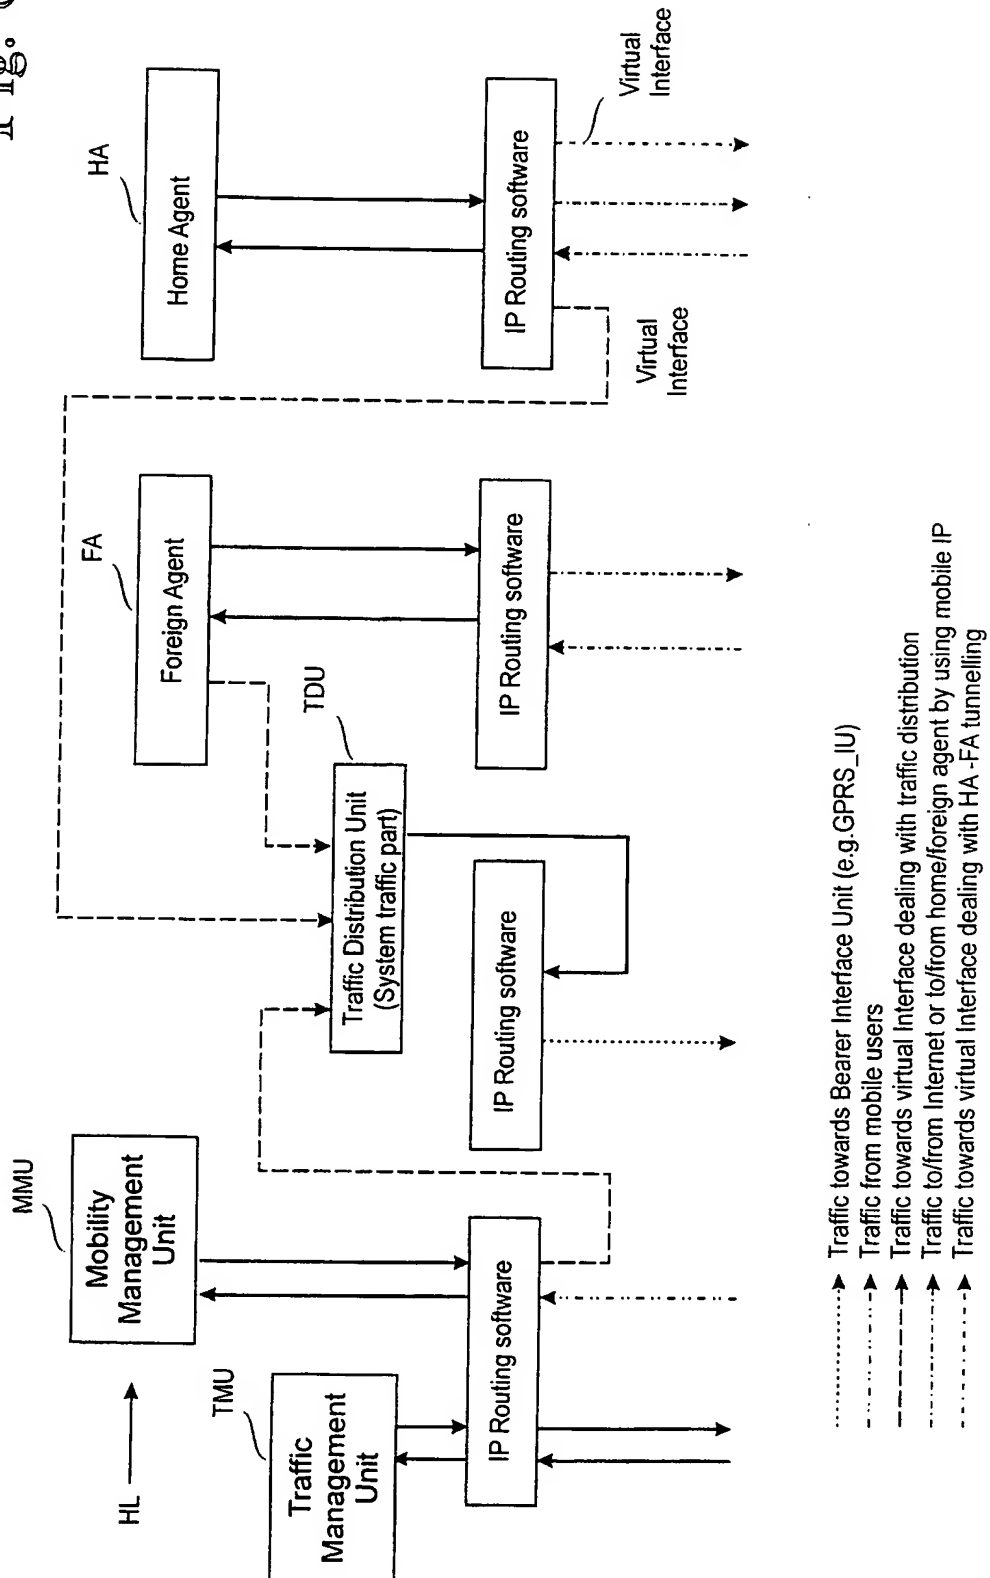 Fig.
HL
MMU
Mobility
Management
Unit
TMU
Traffic
Management
Unit
IP Routing software
TDU
Traffic Distribution Unit
(System traffic part)
IP Routing software
FA
Foreign Agent
IP Routing software
HA
Home Agent
IP Routing software
Virtual
Interface
Virtual
Interface
Traffic towards Bearer Interface Unit (e.g.GPRS_IU)
Traffic from mobile users
Traffic towards virtual Interface dealing with traffic distribution
Traffic to/from Internet or to/from home/foreign agent by using mobile IP
Traffic towards virtual Interface dealing with HA -FA tunnelling